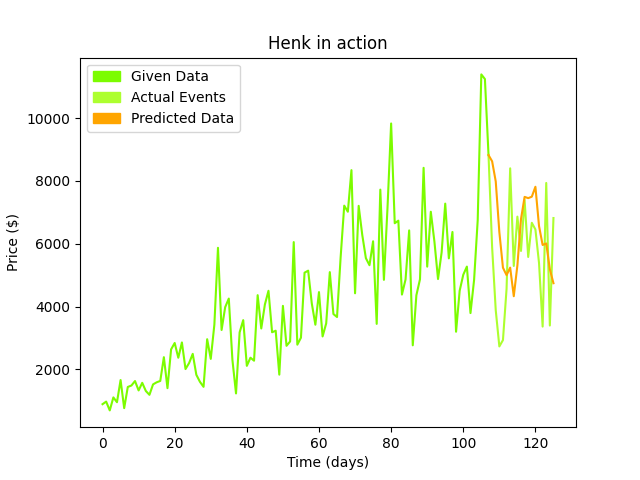 Henk in action
Given Data
Actual Events
Predicted Data
Price ($)
10000
8000
6000
4000
2000
0 20 40 60 80 100 120
Time (days)